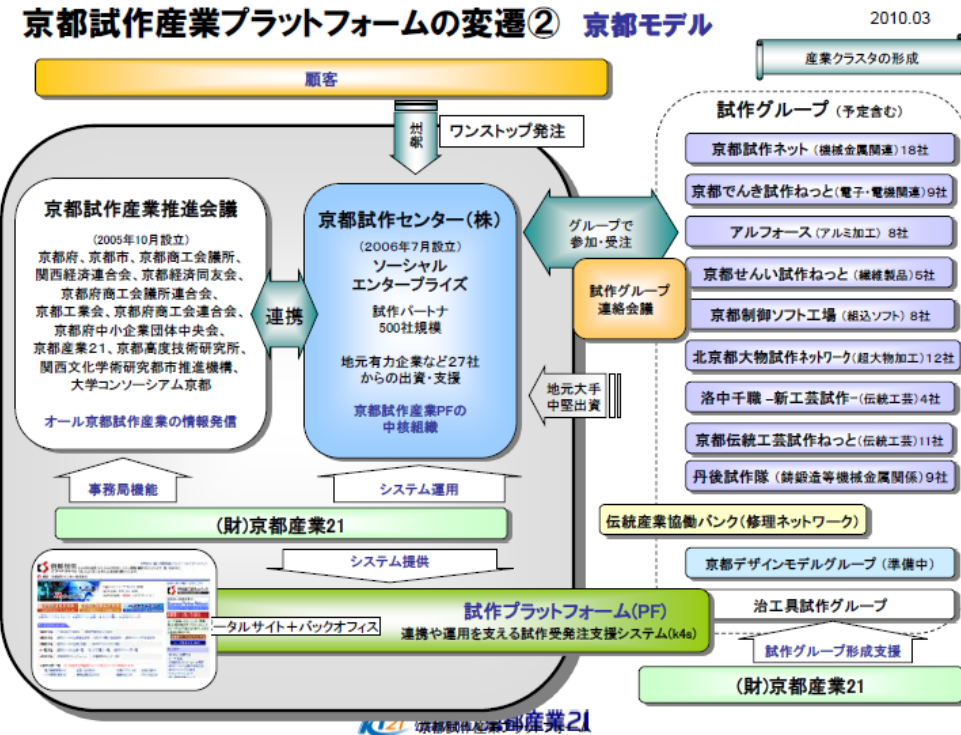 京都試作産業プラットフォームの変遷② 京都モデル
2010.03
産業クラスタの形成
顧客
発注
ワンストップ発注
京都試作産業推進会議
(2005年10月設立)
京都府、京都市、京都商工会議所、
関西経済連合会、京都経済同友会、
京都府商工会議所連合会、
京都工業会、京都府商工会連合会、
京都府中小企業団体中央会、
京都産業21、京都高度技術研究所、
関西文化学術研究都市推進機構、
大学コンソーシアム京都
オール京都試作産業の情報発信
連携
京都試作センター(株)
(2006年7月設立)
ソーシャル
エンタープライズ
試作パートナ
500社規模
地元有力企業など27社
からの出資・支援
京都試作産業PFの
中核組織
グループで
参加・受注
試作グループ
連絡会議
地元大手
中堅出資
試作グループ (予定含む)
京都試作ネット (機械金属関連)18社
京都でんき試作ねっと(電子・電機関連)9社
アルフォース(アルミ加工) 8社
京都せんい試作ねっと (繊維製品)5社
京都制御ソフト工場 (組込ソフト) 8社
北京都大物試作ネットワーク(超大物加工)12社
洛中千職 -新工芸試作-(伝統工芸)4社
京都伝統工芸試作ねっと(伝統工芸)11社
丹後試作隊 (鋳鍛造等機械金属関係)9社
伝統産業協働バンク(修理ネットワーク)
京都デザインモデルグループ (準備中)
治工具試作グループ
試作グループ形成支援
(財)京都産業21
事務局機能
システム運用
(財)京都産業21
システム提供
ータルサイト+バックオフィス
試作プラットフォーム(PF)
連携や運用を支える試作受発注支援システム(k4s)
KI21